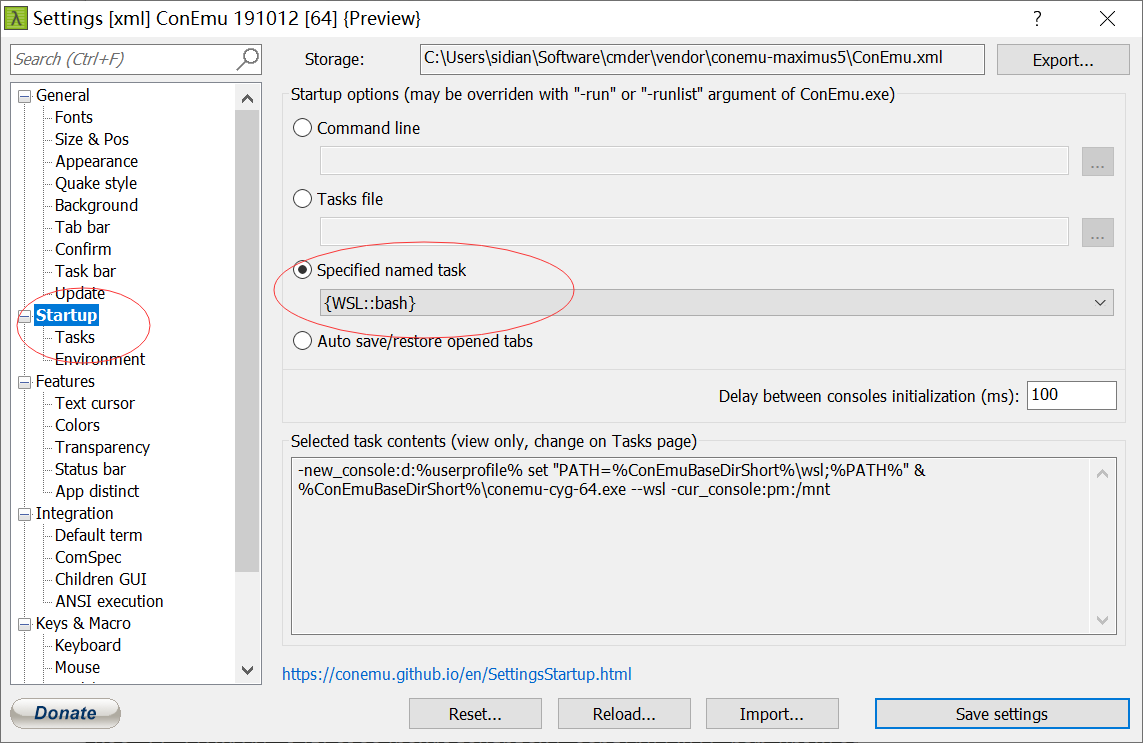 Settings [xml] ConEmu 191012 [64] {Preview}
?
Search (Ctrl+F)
Storage:
C:\Users\sidian\Software\cmder\vendor\conemu-maximus5\ConEmu.xml
Export...
General
Fonts
Size & Pos
Appearance
Quake style
Background
Tab bar
Confirm
Task bar
Update
Startup
Tasks
Environment
Features
Text cursor
Colors
Transparency
Status bar
App distinct
Integration
Default term
ComSpec
Children GUI
ANSI execution
Keys & Macro
Keyboard
Mouse
Startup options (may be overriden with "-run" or "-runlist" argument of ConEmu.exe)
Command line
...
Tasks file
...
Specified named task
{WSL::bash}
Auto save/restore opened tabs
Delay between consoles initialization (ms):
100
Selected task contents (view only, change on Tasks page)
-new_console:d:%userprofile% set "PATH=%ConEmuBaseDirShort%\wsl;%PATH%" &
%ConEmuBaseDirShort%\conemu-cyg-64.exe --wsl -cur_console:pm:/mnt
https://conemu.github.io/en/SettingsStartup.html
Donate
Reset...
Reload...
Import...
Save settings